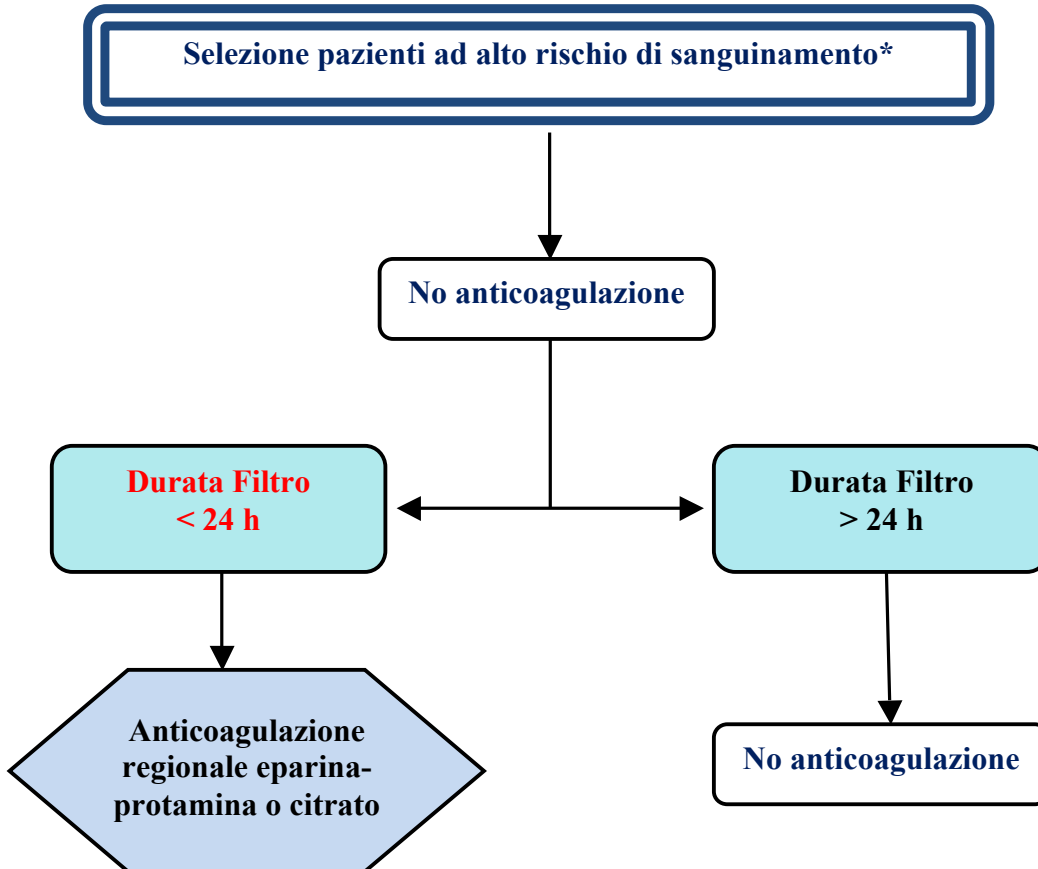 Selezione pazienti ad alto rischio di sanguinamento*
No anticoagulazione
Durata Filtro
< 24 h
Durata Filtro
> 24 h
Anticoagulazione
regionale eparina-
protamina o citrato
No anticoagulazione